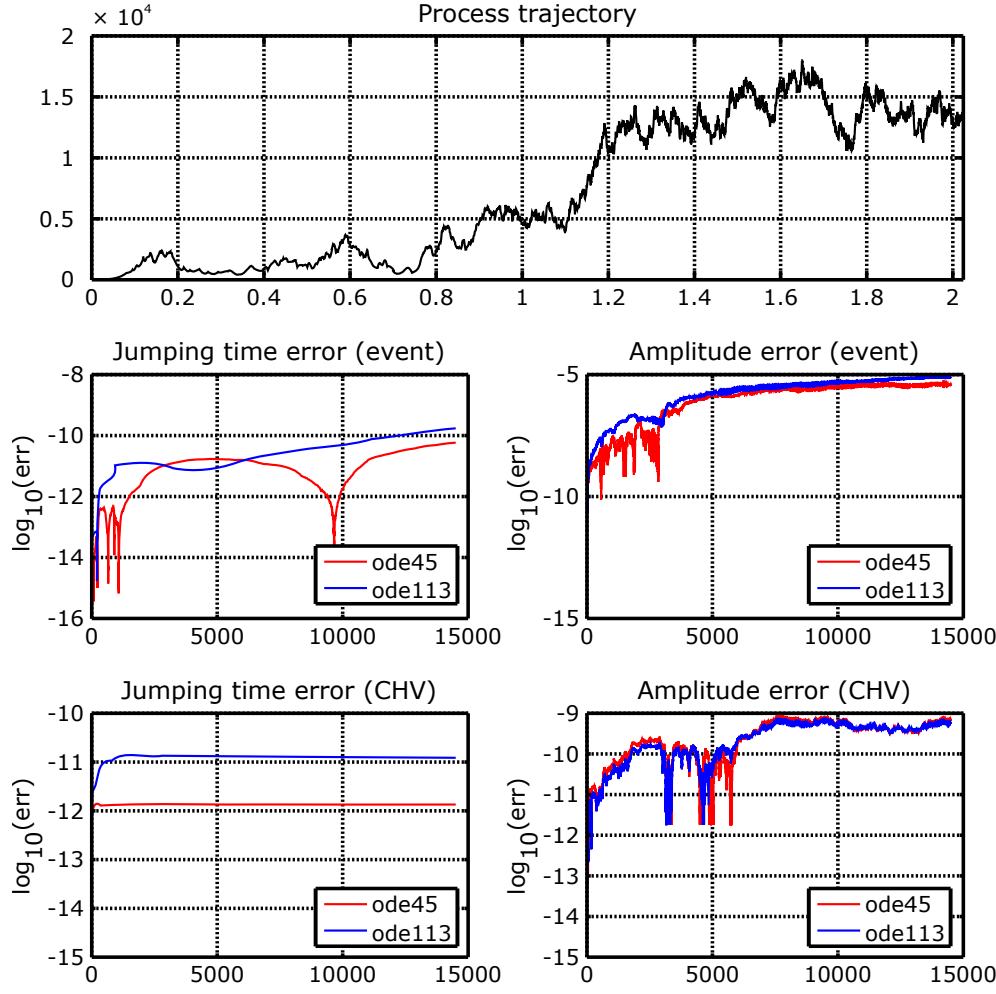 Process trajectory
× 10⁴
2
1.5
1
0.5
0
0 0.2 0.4 0.6 0.8 1 1.2 1.4 1.6 1.8 2
Jumping time error (event)
log₁₀(err)
-8
-10
-12
-14
-16
ode45
ode113
0 5000 10000 15000
Amplitude error (event)
log₁₀(err)
-5
-10
-15
ode45
ode113
0 5000 10000 15000
Jumping time error (CHV)
log₁₀(err)
-10
-11
-12
-13
-14
-15
ode45
ode113
0 5000 10000 15000
Amplitude error (CHV)
log₁₀(err)
-9
-10
-11
-12
-13
-14
-15
ode45
ode113
0 5000 10000 15000